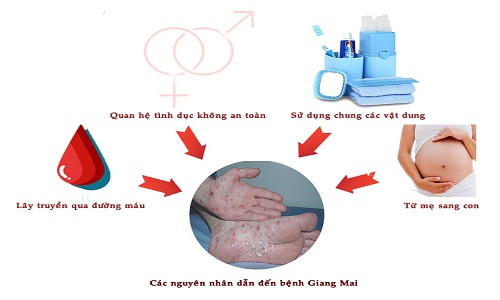 Quan hệ tình dục không an toàn
Sử dụng chung các vật dung
Lây truyền qua đường máu
Từ mẹ sang con
Các nguyên nhân dẫn đến bệnh Giang Mai